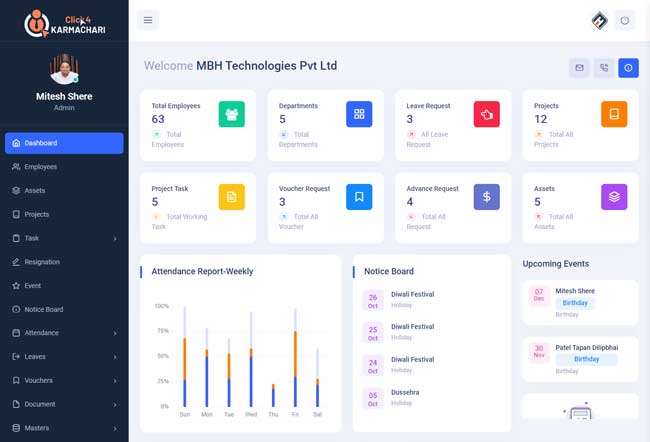 Click4
KARMACHARI
Mitesh Shere
Admin
Dashboard
Employees
Assets
Projects
Task
Resignation
Event
Notice Board
Attendance
Leaves
Vouchers
Document
Masters
Welcome MBH Technologies Pvt Ltd
Total Employees
63
Total
Employees
Departments
5
Total
Departments
Leave Request
3
All Leave
Request
Projects
12
Total All
Projects
Project Task
5
Total Working
Task
Voucher Request
3
Total All
Voucher
Advance Request
4
Total All
Request
Assets
5
Total All
Assets
Attendance Report-Weekly
100%
75%
50%
25%
0%
Sun Mon Tue Wed Thu Fri Sat
Notice Board
26
Oct
Diwali Festival
Holiday
25
Oct
Diwali Festival
Holiday
24
Oct
Diwali Festival
Holiday
05
Oct
Dussehra
Holiday
Upcoming Events
07
Dec
Mitesh Shere
Birthday
Birthday
30
Nov
Patel Tapan Dilipbhai
Birthday
Birthday